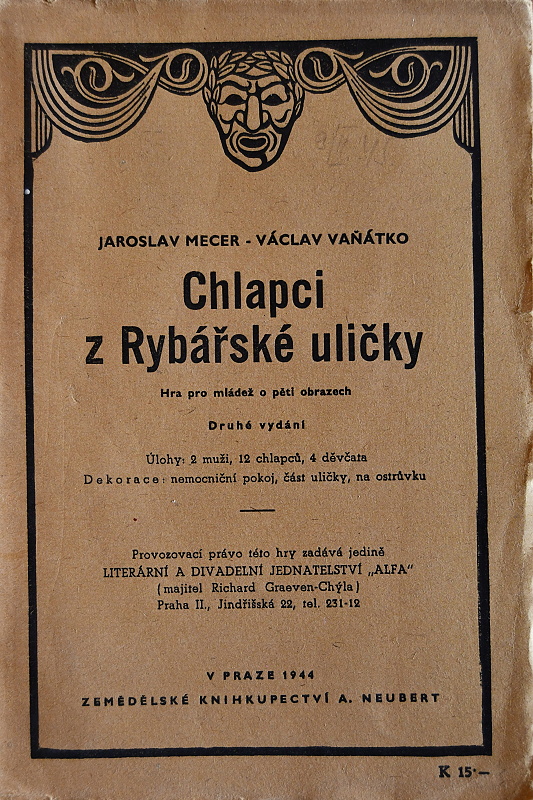 JAROSLAV MECER - VÁCLAV VAŇÁTKO
Chlapci
z Rybářské uličky
Hra pro mládež o pěti obrazech
Druhé vydání
Úlohy: 2 muži, 12 chlapců, 4 děvčata
Dekorace: nemocniční pokoj, část uličky, na ostrůvku
Provozovací právo této hry zadává jedině
LITERÁRNÍ A DIVADELNÍ JEDNATELSTVÍ „ALFA“
(majitel Richard Graeven-Chýla)
Praha II., Jindřišská 22, tel. 231-12
V PRAZE 1944
ZEMĚDĚLSKÉ KNIHKUPECTVÍ A. NEUBERT
K 15·—